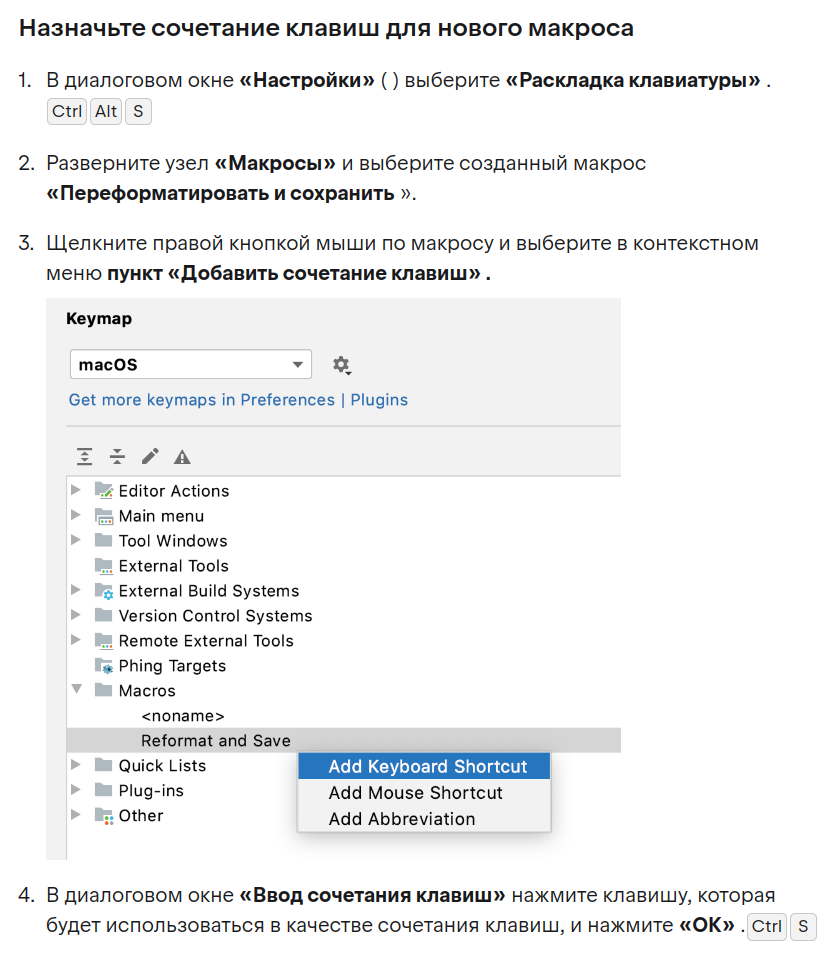 Назначьте сочетание клавиш для нового макроса
1. В диалоговом окне «Настройки» ( ) выберите «Раскладка клавиатуры» .
Ctrl Alt S
2. Разверните узел «Макросы» и выберите созданный макрос
«Переформатировать и сохранить ».
3. Щелкните правой кнопкой мыши по макросу и выберите в контекстном
меню пункт «Добавить сочетание клавиш» .
Keymap
macOS
Get more keymaps in Preferences | Plugins
Editor Actions
Main menu
Tool Windows
External Tools
External Build Systems
Version Control Systems
Remote External Tools
Phing Targets
Macros
<noname>
Reformat and Save
Quick Lists
Add Keyboard Shortcut
Plug-ins
Add Mouse Shortcut
Other
Add Abbreviation
4. В диалоговом окне «Ввод сочетания клавиш» нажмите клавишу, которая
будет использоваться в качестве сочетания клавиш, и нажмите «ОК» . Ctrl S